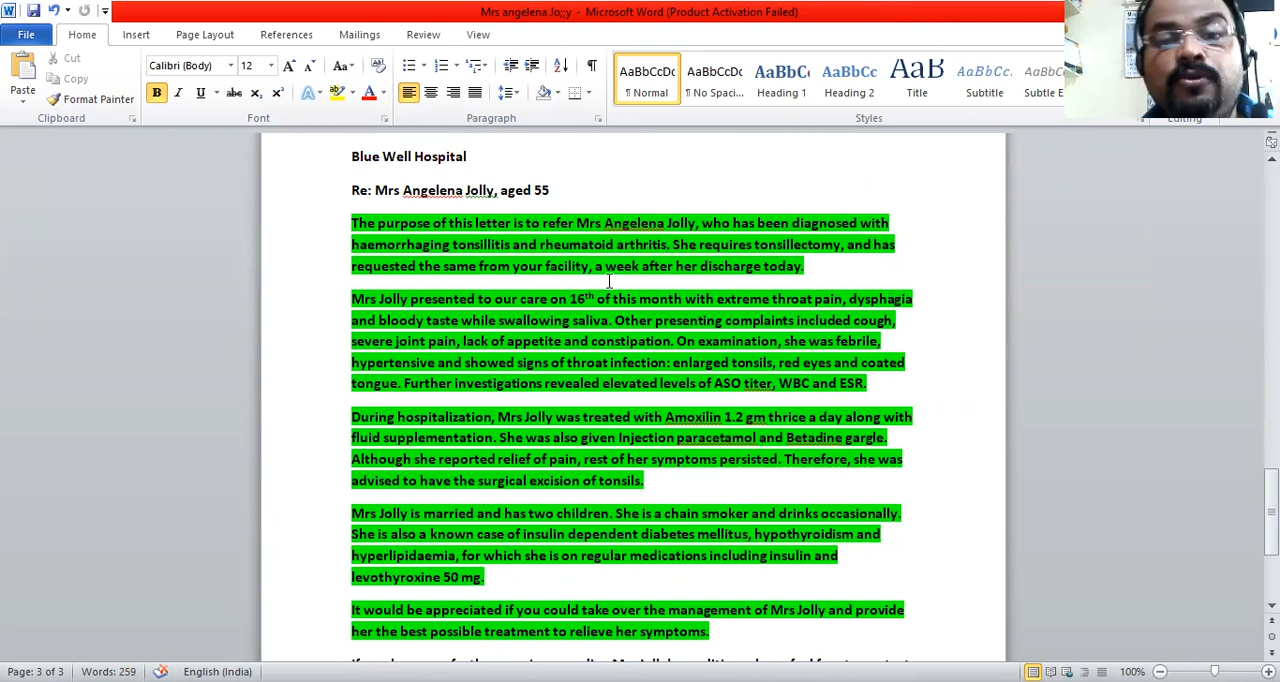 Mrs angelena Jo;;y - Microsoft Word (Product Activation Failed)
File Home Insert Page Layout References Mailings Review View
Cut
Copy
Paste
Format Painter
Calibri (Body) 12
AaBbCcDc AaBbCcDc AaBbC AaBbCc AaB AaBbCc. AaBbCc
¶ Normal ¶ No Spaci... Heading 1 Heading 2 Title Subtitle Subtle E
Clipboard Font Paragraph Styles Editing
Blue Well Hospital
Re: Mrs Angelena Jolly, aged 55
The purpose of this letter is to refer Mrs Angelena Jolly, who has been diagnosed with
haemorrhaging tonsillitis and rheumatoid arthritis. She requires tonsillectomy, and has
requested the same from your facility, a week after her discharge today.
Mrs Jolly presented to our care on 16th of this month with extreme throat pain, dysphagia
and bloody taste while swallowing saliva. Other presenting complaints included cough,
severe joint pain, lack of appetite and constipation. On examination, she was febrile,
hypertensive and showed signs of throat infection: enlarged tonsils, red eyes and coated
tongue. Further investigations revealed elevated levels of ASO titer, WBC and ESR.
During hospitalization, Mrs Jolly was treated with Amoxilin 1.2 gm thrice a day along with
fluid supplementation. She was also given Injection paracetamol and Betadine gargle.
Although she reported relief of pain, rest of her symptoms persisted. Therefore, she was
advised to have the surgical excision of tonsils.
Mrs Jolly is married and has two children. She is a chain smoker and drinks occasionally.
She is also a known case of insulin dependent diabetes mellitus, hypothyroidism and
hyperlipidaemia, for which she is on regular medications including insulin and
levothyroxine 50 mg.
It would be appreciated if you could take over the management of Mrs Jolly and provide
her the best possible treatment to relieve her symptoms.
Page: 3 of 3 Words: 259 English (India) 100%